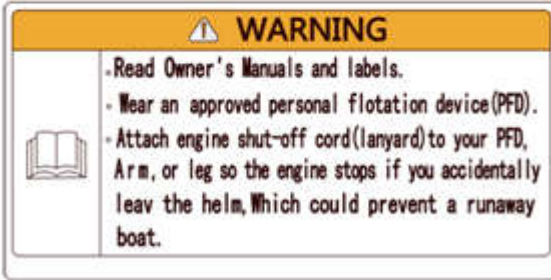 WARNING
·Read Owner's Manuals and labels.
·Wear an approved personal flotation device(PFD).
·Attach engine shut-off cord(lanyard)to your PFD,
Arm, or leg so the engine stops if you accidentally
leav the helm,Which could prevent a runaway
boat.